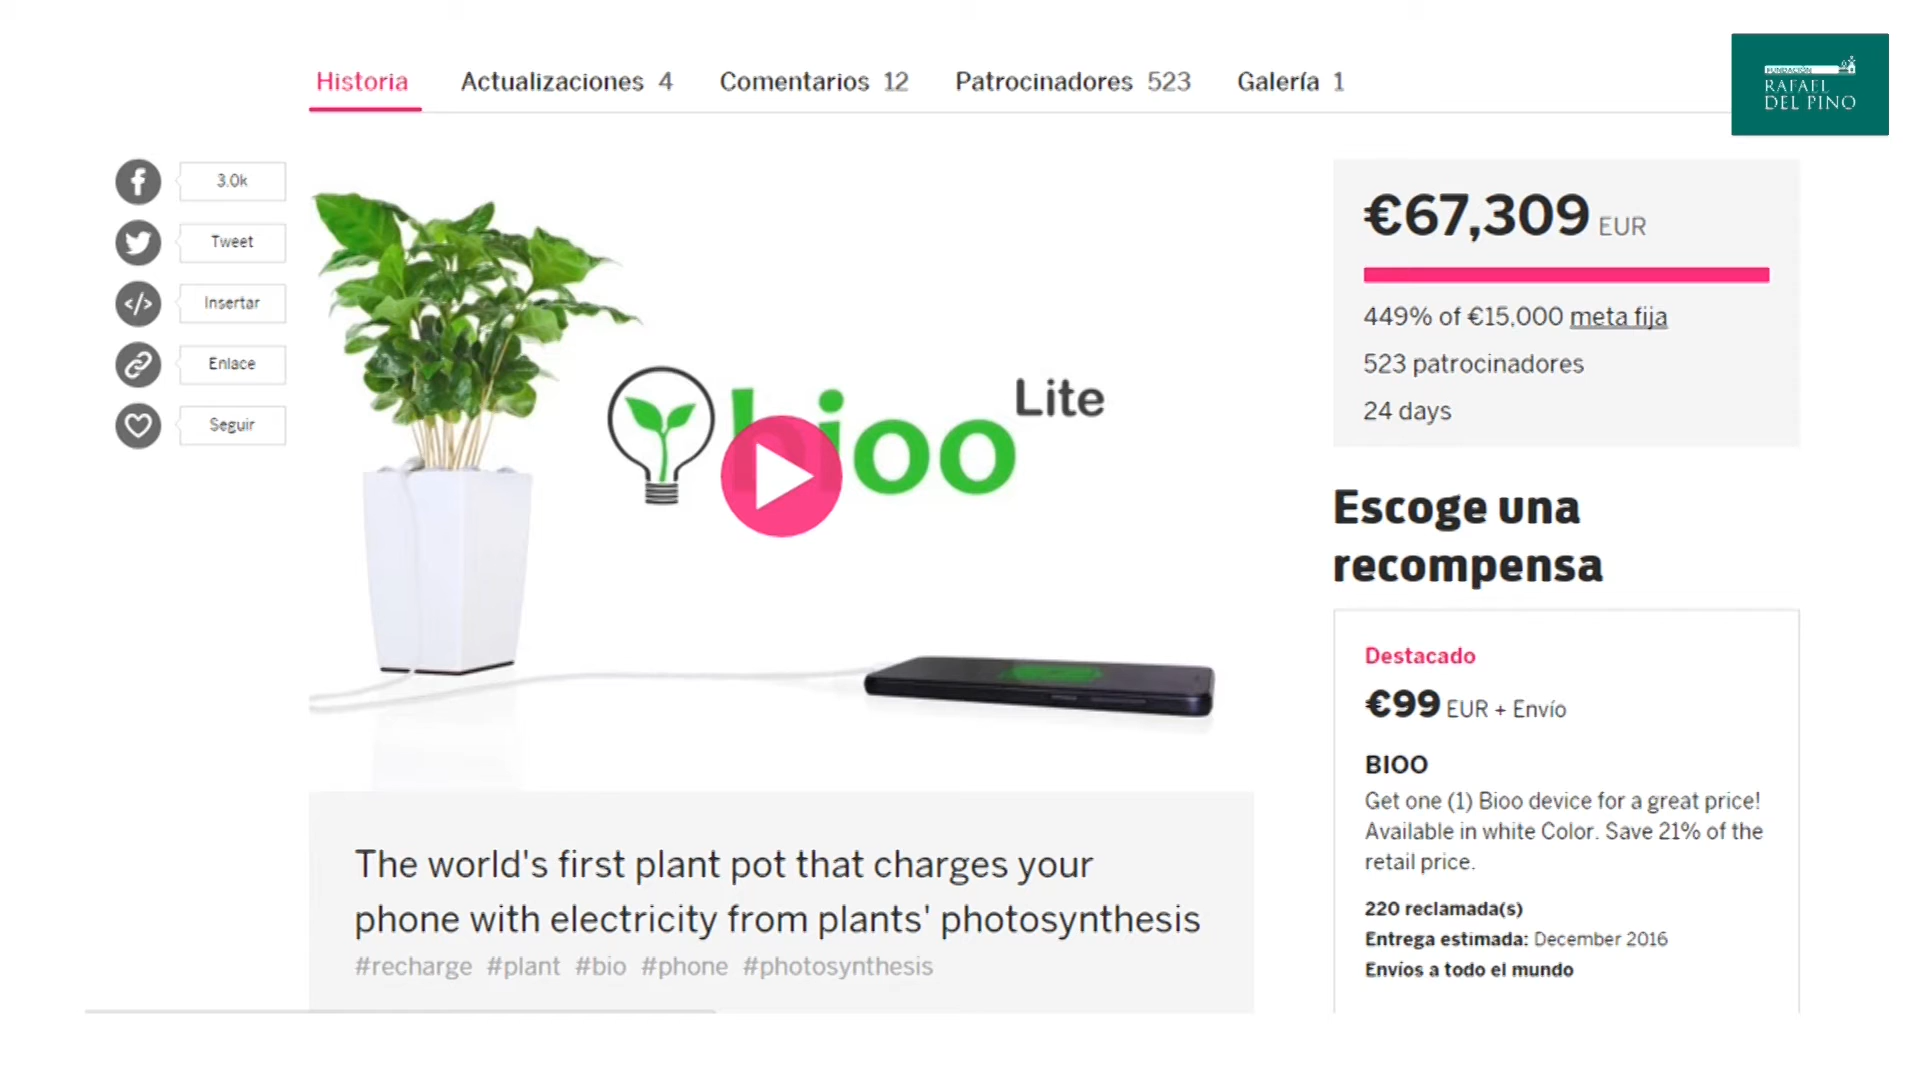 Historia Actualizaciones 4 Comentarios 12 Patrocinadores 523 Galería 1
FUNDACIÓN
RAFAEL
DEL PINO
3.0k
Tweet
Insertar
Enlace
Seguir
bioo Lite
€67,309 EUR
449% of €15,000 meta fija
523 patrocinadores
24 days
Escoge una
recompensa
Destacado
€99 EUR + Envío
BIOO
Get one (1) Bioo device for a great price!
Available in white Color. Save 21% of the
retail price.
220 reclamada(s)
Entrega estimada: December 2016
Envíos a todo el mundo
The world's first plant pot that charges your
phone with electricity from plants' photosynthesis
#recharge #plant #bio #phone #photosynthesis